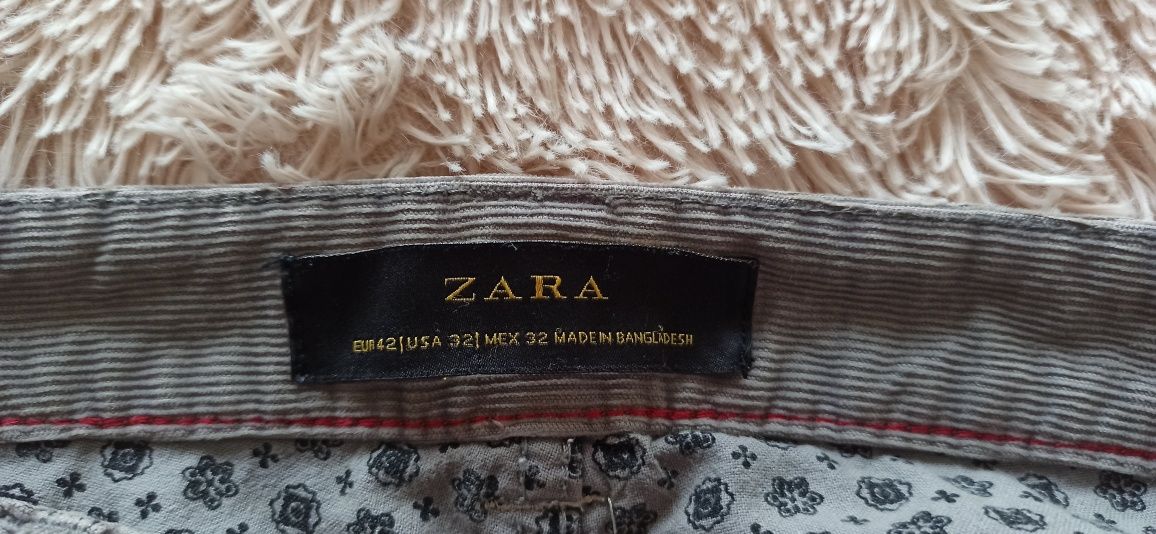 ZARA
EUR 42| USA 32| MEX 32 MADE IN BANGLADESH